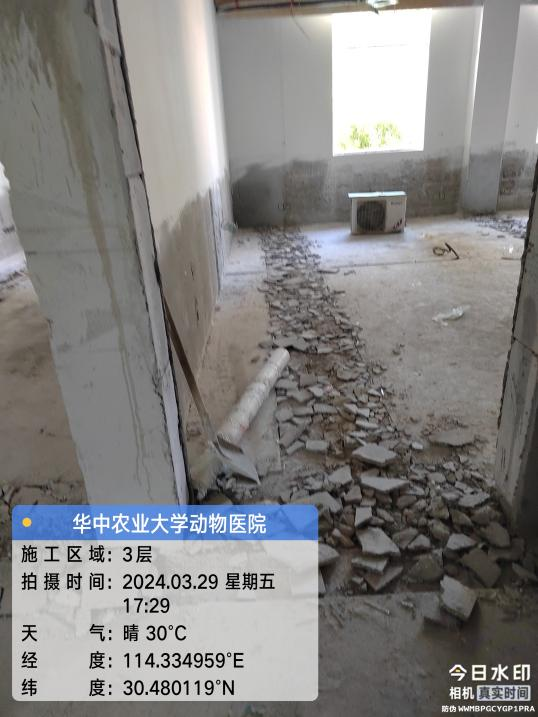 华中农业大学动物医院
施工区域：3层
拍摄时间：2024.03.29 星期五
17:29
天气：晴 30°C
经度：114.334959°E
纬度：30.480119°N
今日水印
相机 真实时间
防伪 WWMBPGCYGP1PRA